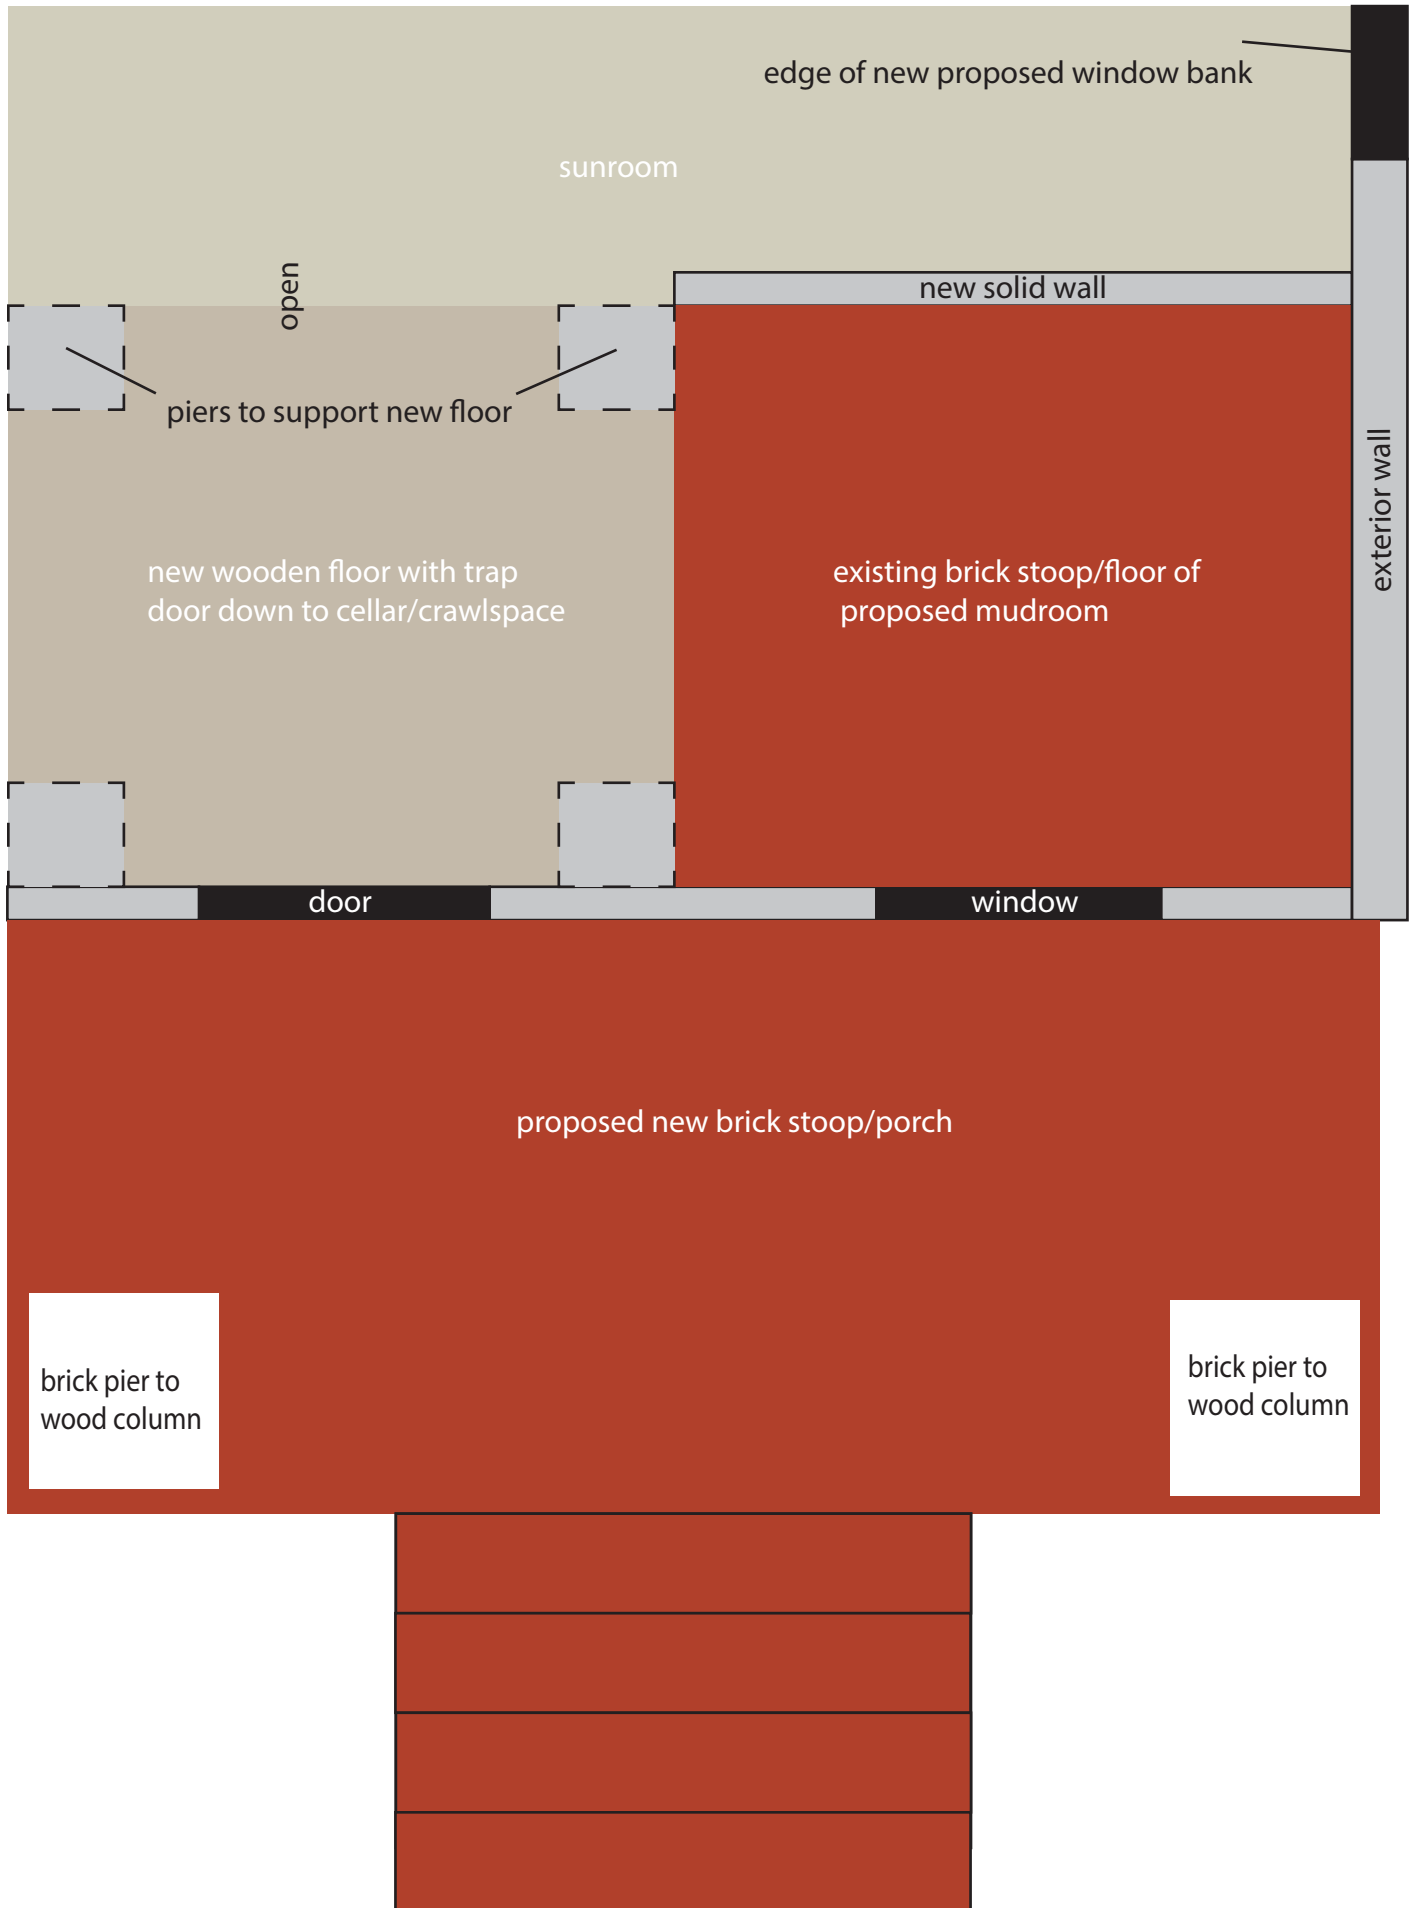 edge of new proposed window bank
sunroom
open
new solid wall
piers to support new floor
exterior wall
new wooden floor with trap
door down to cellar/crawlspace
existing brick stoop/floor of
proposed mudroom
door
window
proposed new brick stoop/porch
brick pier to
wood column
brick pier to
wood column